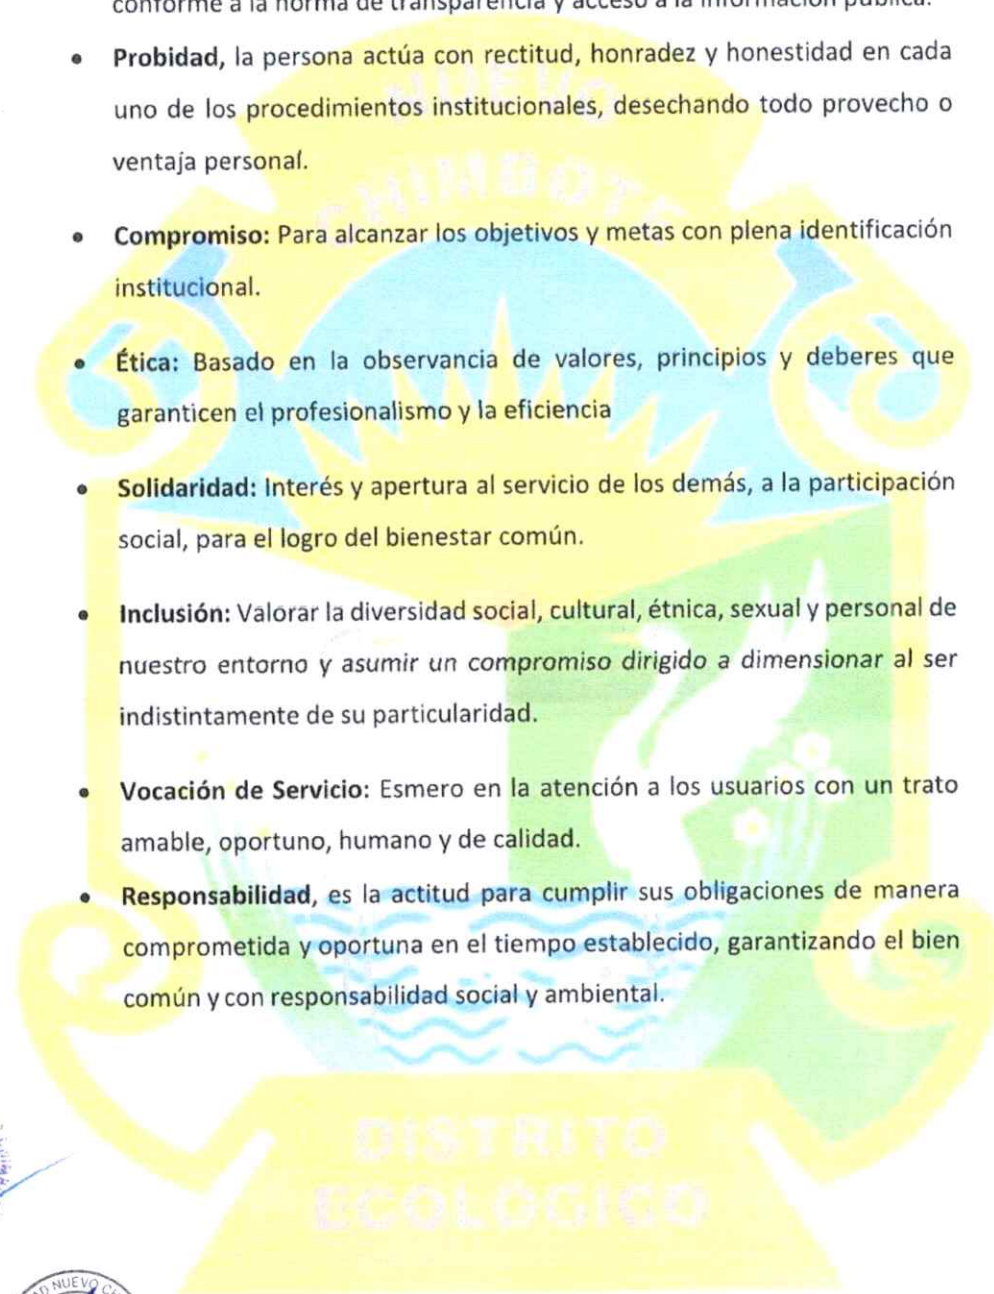 conforme a la norma de transparencia y acceso a la información pública.
• Probidad, la persona actúa con rectitud, honradez y honestidad en cada
uno de los procedimientos institucionales, desechando todo provecho o
ventaja personal.
• Compromiso: Para alcanzar los objetivos y metas con plena identificación
institucional.
• Ética: Basado en la observancia de valores, principios y deberes que
garanticen el profesionalismo y la eficiencia
• Solidaridad: Interés y apertura al servicio de los demás, a la participación
social, para el logro del bienestar común.
• Inclusión: Valorar la diversidad social, cultural, étnica, sexual y personal de
nuestro entorno y asumir un compromiso dirigido a dimensionar al ser
indistintamente de su particularidad.
• Vocación de Servicio: Esmero en la atención a los usuarios con un trato
amable, oportuno, humano y de calidad.
• Responsabilidad, es la actitud para cumplir sus obligaciones de manera
comprometida y oportuna en el tiempo establecido, garantizando el bien
común y con responsabilidad social y ambiental.
NUEVO
CHIMBOTE
DISTRITO
ECOLÓGICO
NUEVO